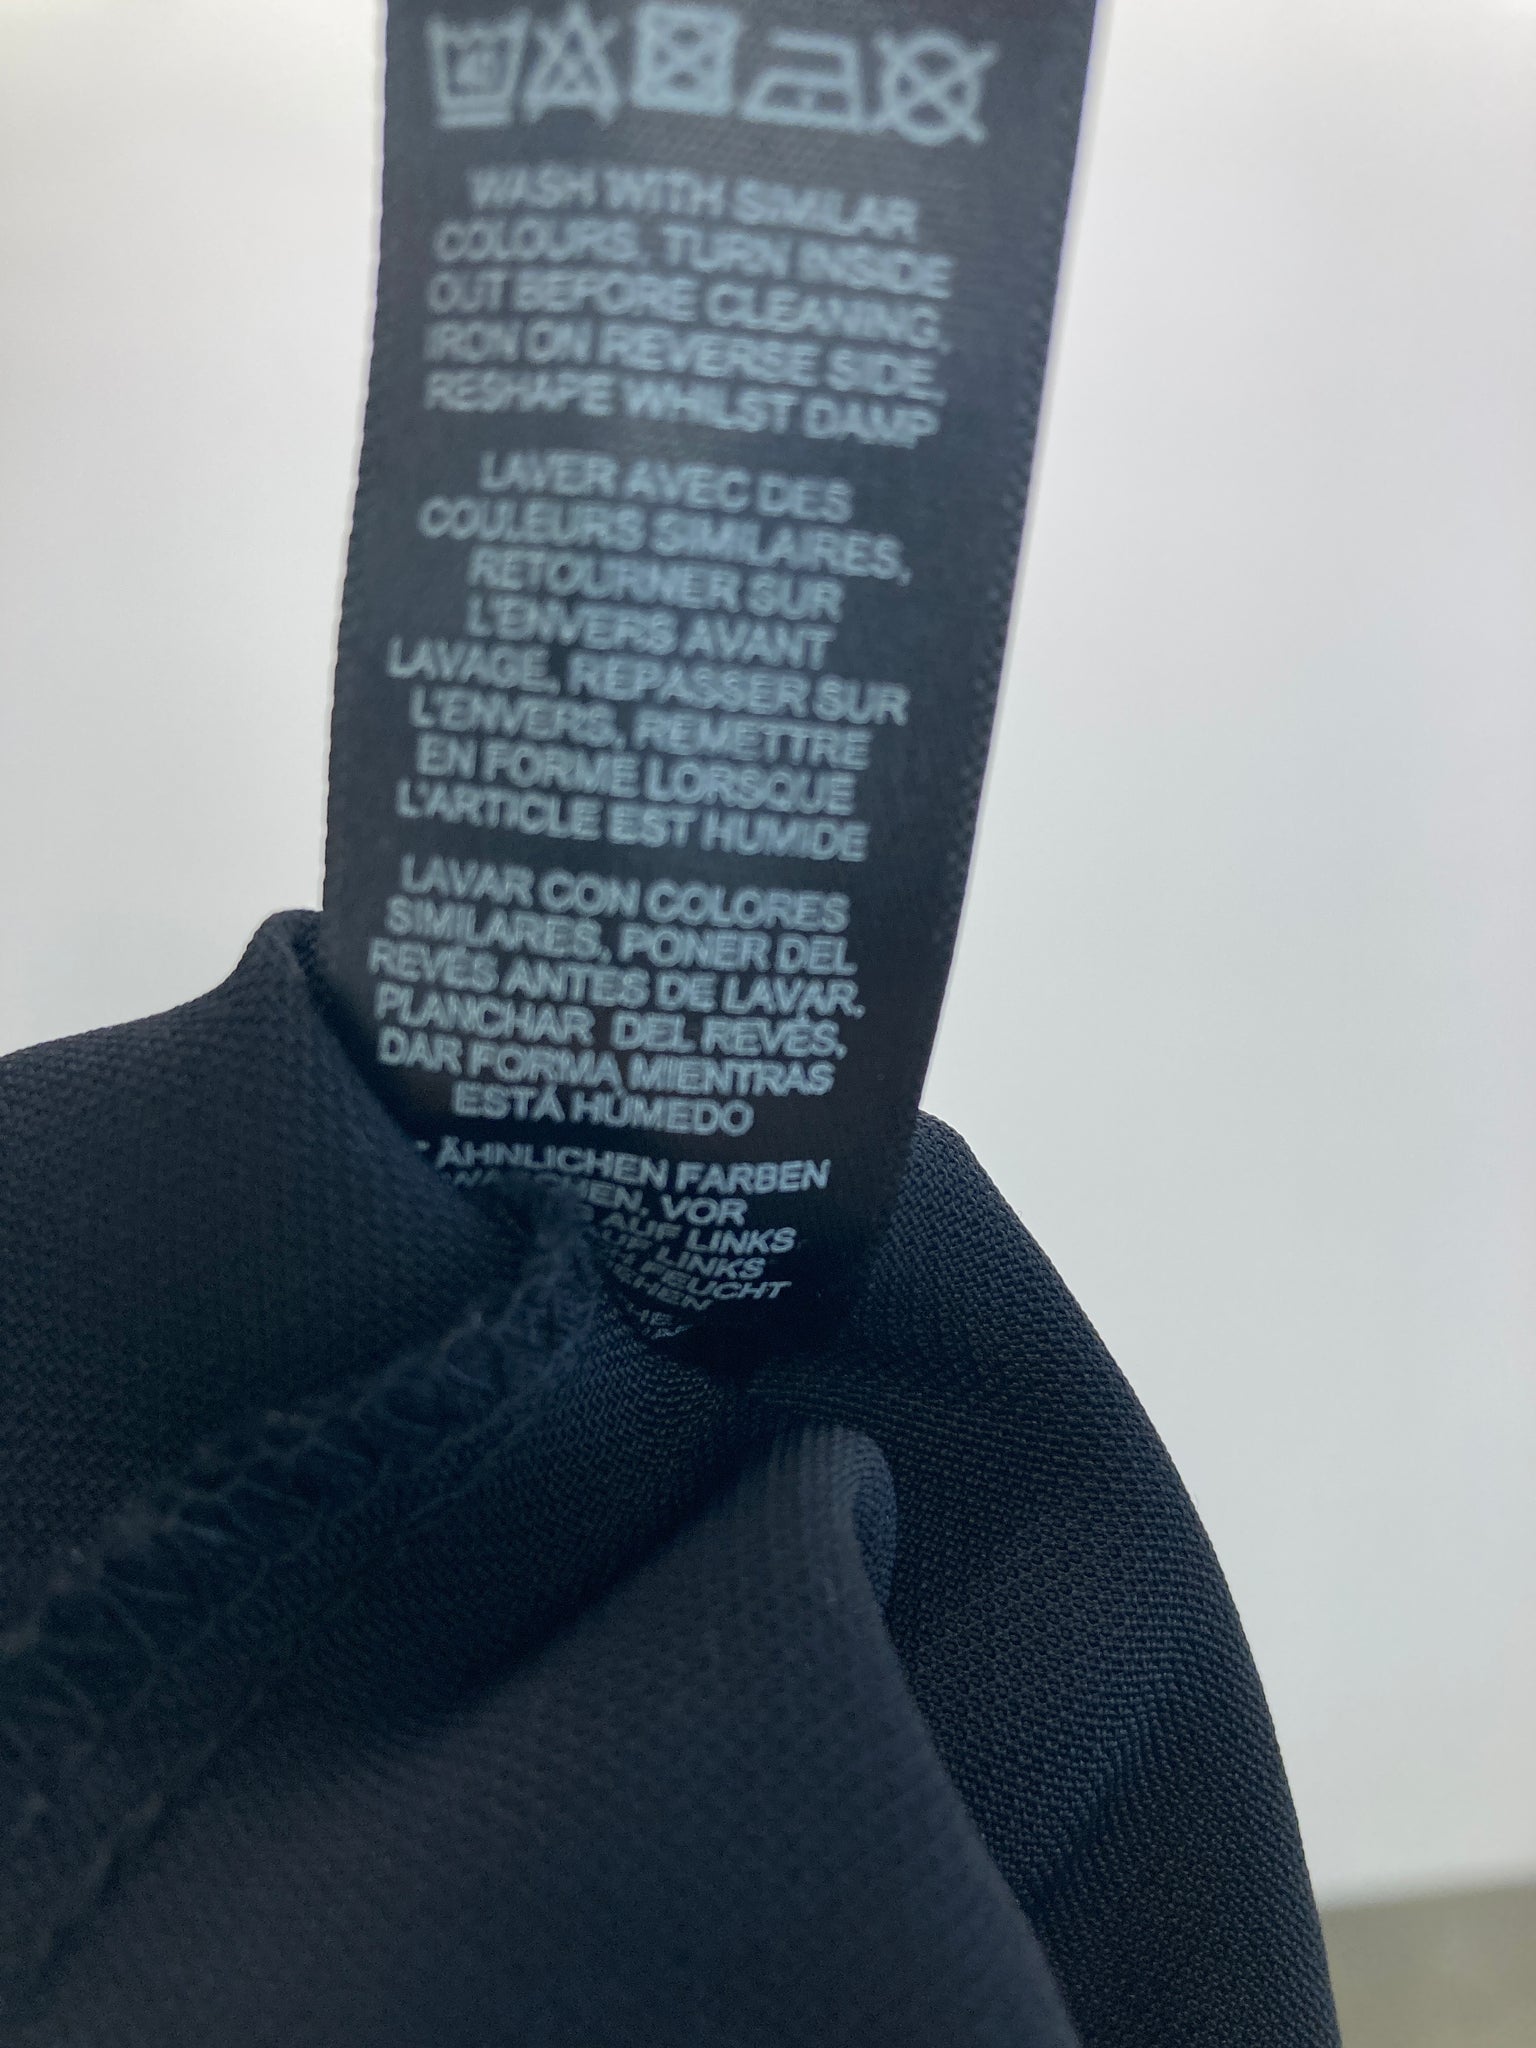 40
WASH WITH SIMILAR
COLOURS, TURN INSIDE
OUT BEFORE CLEANING,
IRON ON REVERSE SIDE,
RESHAPE WHILST DAMP
LAVER AVEC DES
COULEURS SIMILAIRES,
RETOURNER SUR
L'ENVERS AVANT
LAVAGE, REPASSER SUR
L'ENVERS, REMETTRE
EN FORME LORSQUE
L'ARTICLE EST HUMIDE
LAVAR CON COLORES
SIMILARES, PONER DEL
REVÉS ANTES DE LAVAR,
PLANCHAR DEL REVÉS,
DAR FORMA MIENTRAS
ESTÁ HÚMEDO
ÄHNLICHEN FARBEN
VOR
AUF LINKS
LINKS
FEUCHT